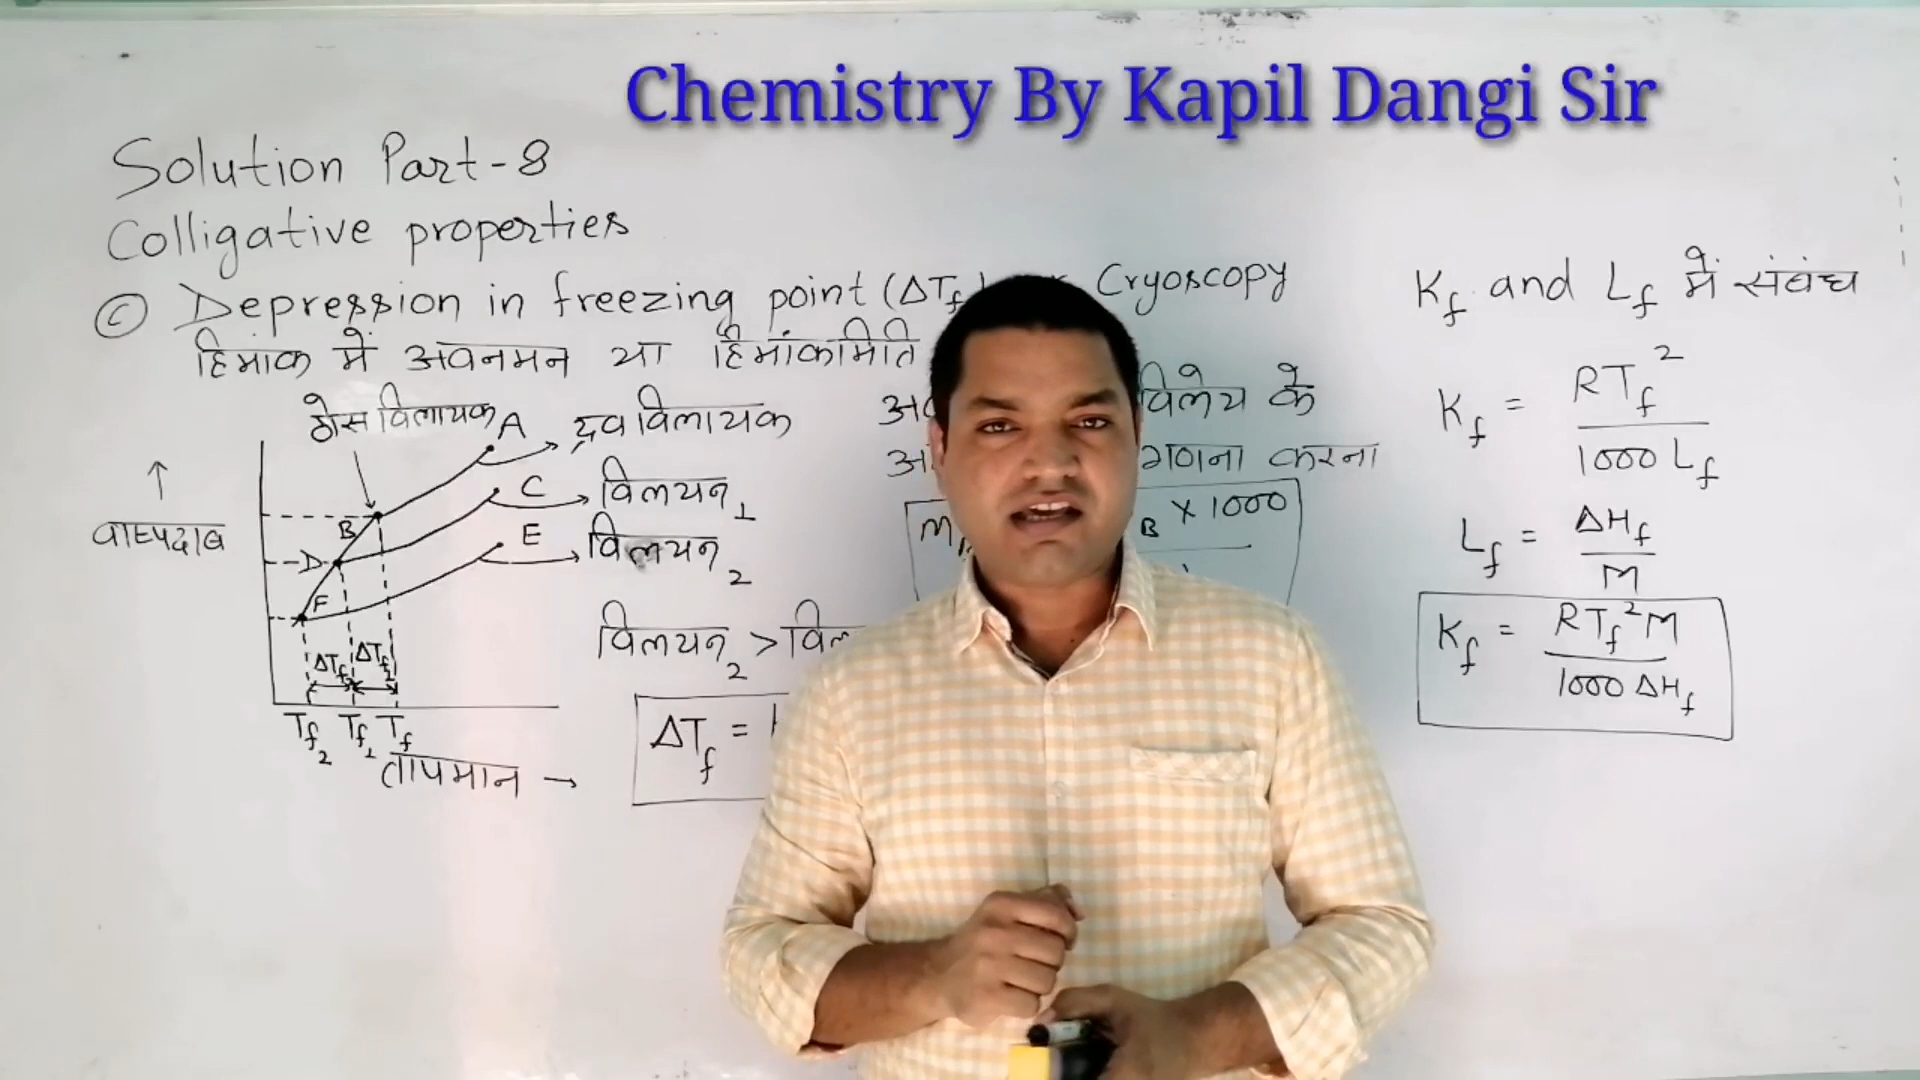 Chemistry By Kapil Dangi Sir
Solution Part-8
Colligative properties
C Depression in freezing point (ΔTf) Cryoscopy
हिमांक में अवनमन या हिमांकमिति
ठोस विलायक
A द्रव विलायक
C विलयन1
E विलयन2
B
D
F
↑
वाष्पदाब
ΔTf ΔTf
Tf2 Tf1 Tf
तापमान →
विलयन2 >
ΔTf =
विलेय के
गणना करना
B × 1000
Kf and Lf में संबंध
Kf = RTf² / 1000 Lf
Lf = ΔHf / M
Kf = RTf²M / 1000 ΔHf